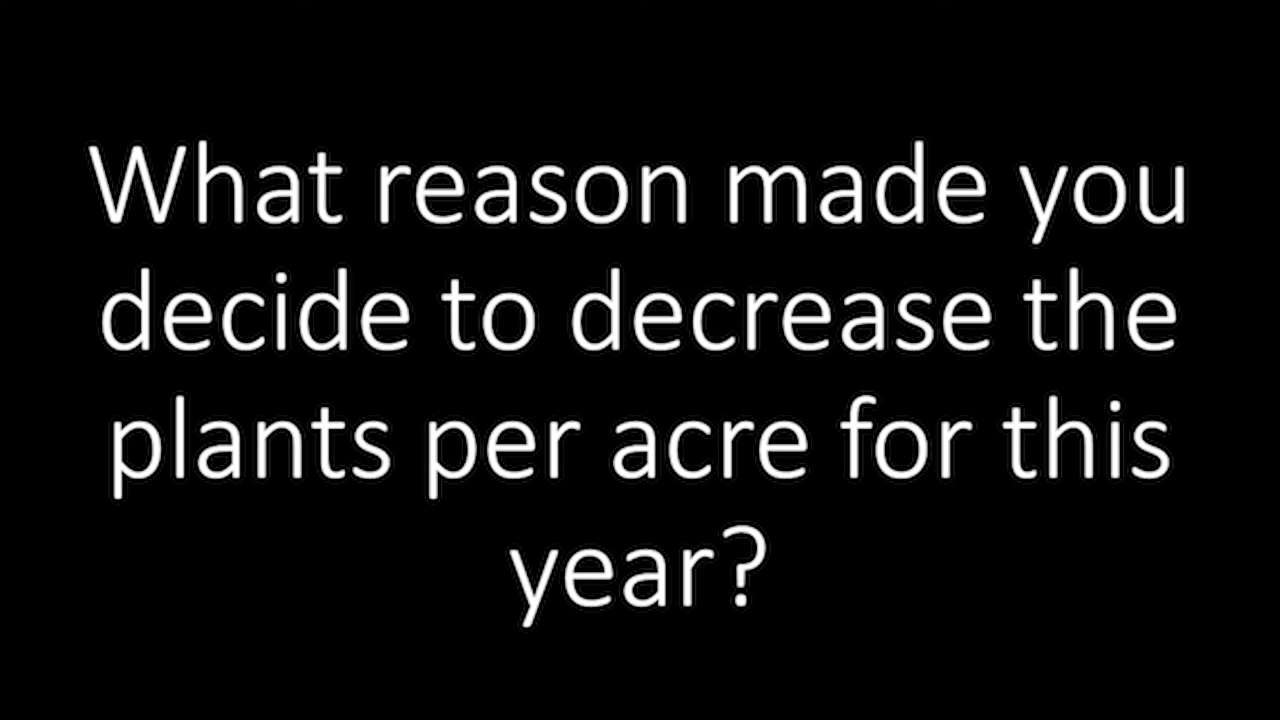 What reason made you
decide to decrease the
plants per acre for this
year?